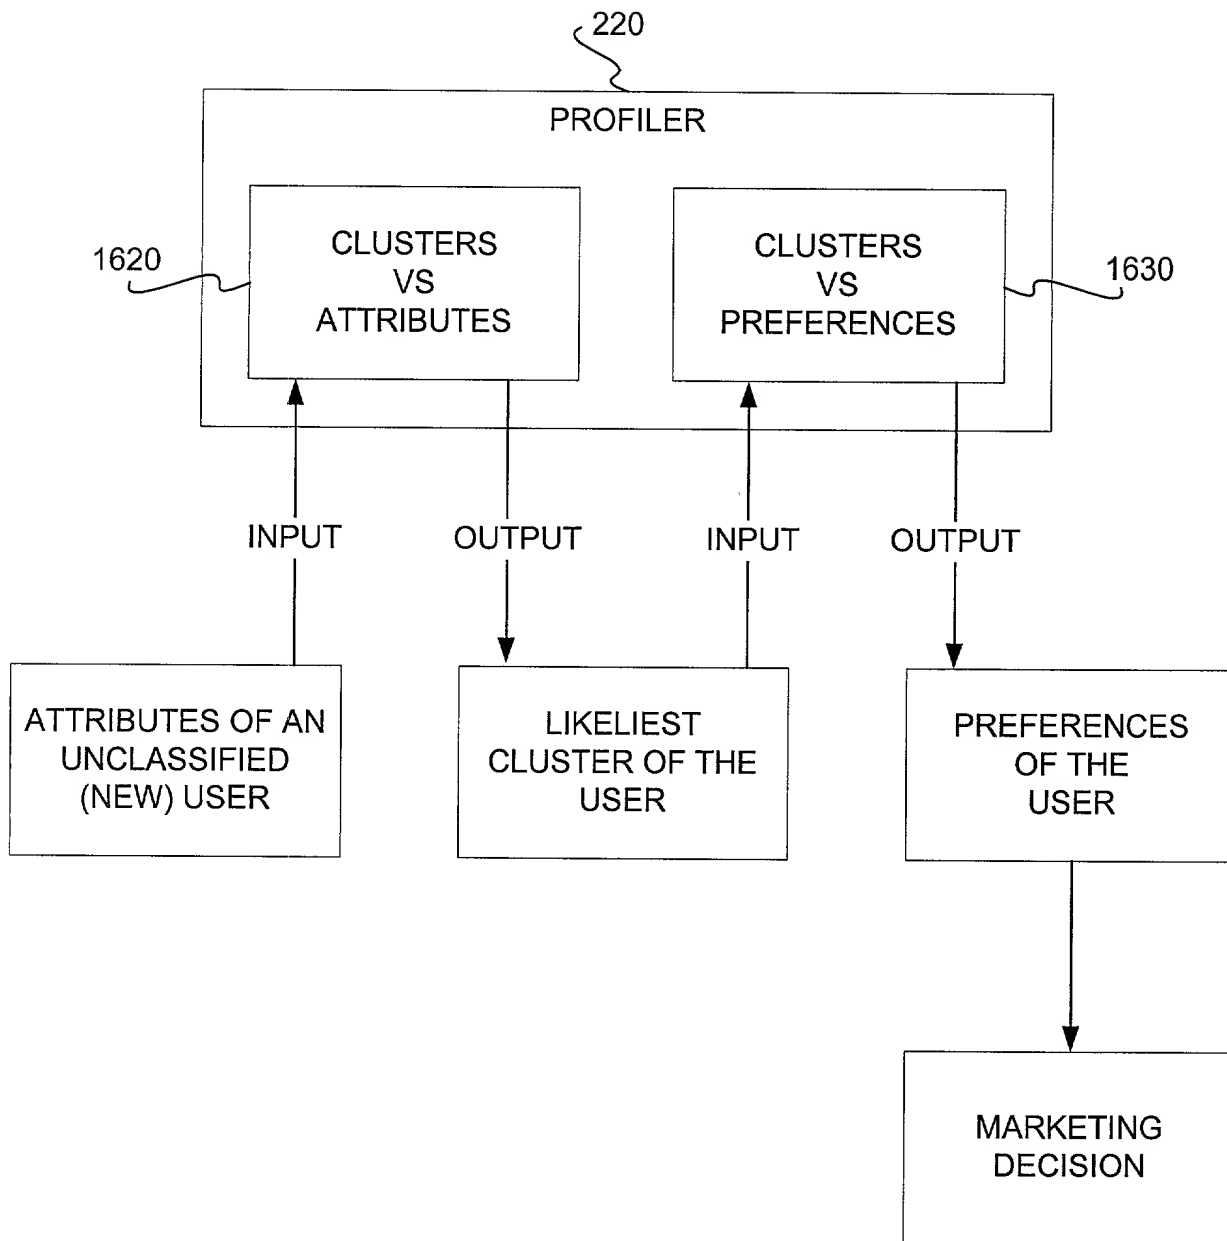 220
PROFILER
1620
CLUSTERS
VS
ATTRIBUTES
CLUSTERS
VS
PREFERENCES
1630
INPUT
OUTPUT
INPUT
OUTPUT
ATTRIBUTES OF AN
UNCLASSIFIED
(NEW) USER
LIKELIEST
CLUSTER OF THE
USER
PREFERENCES
OF THE
USER
MARKETING
DECISION